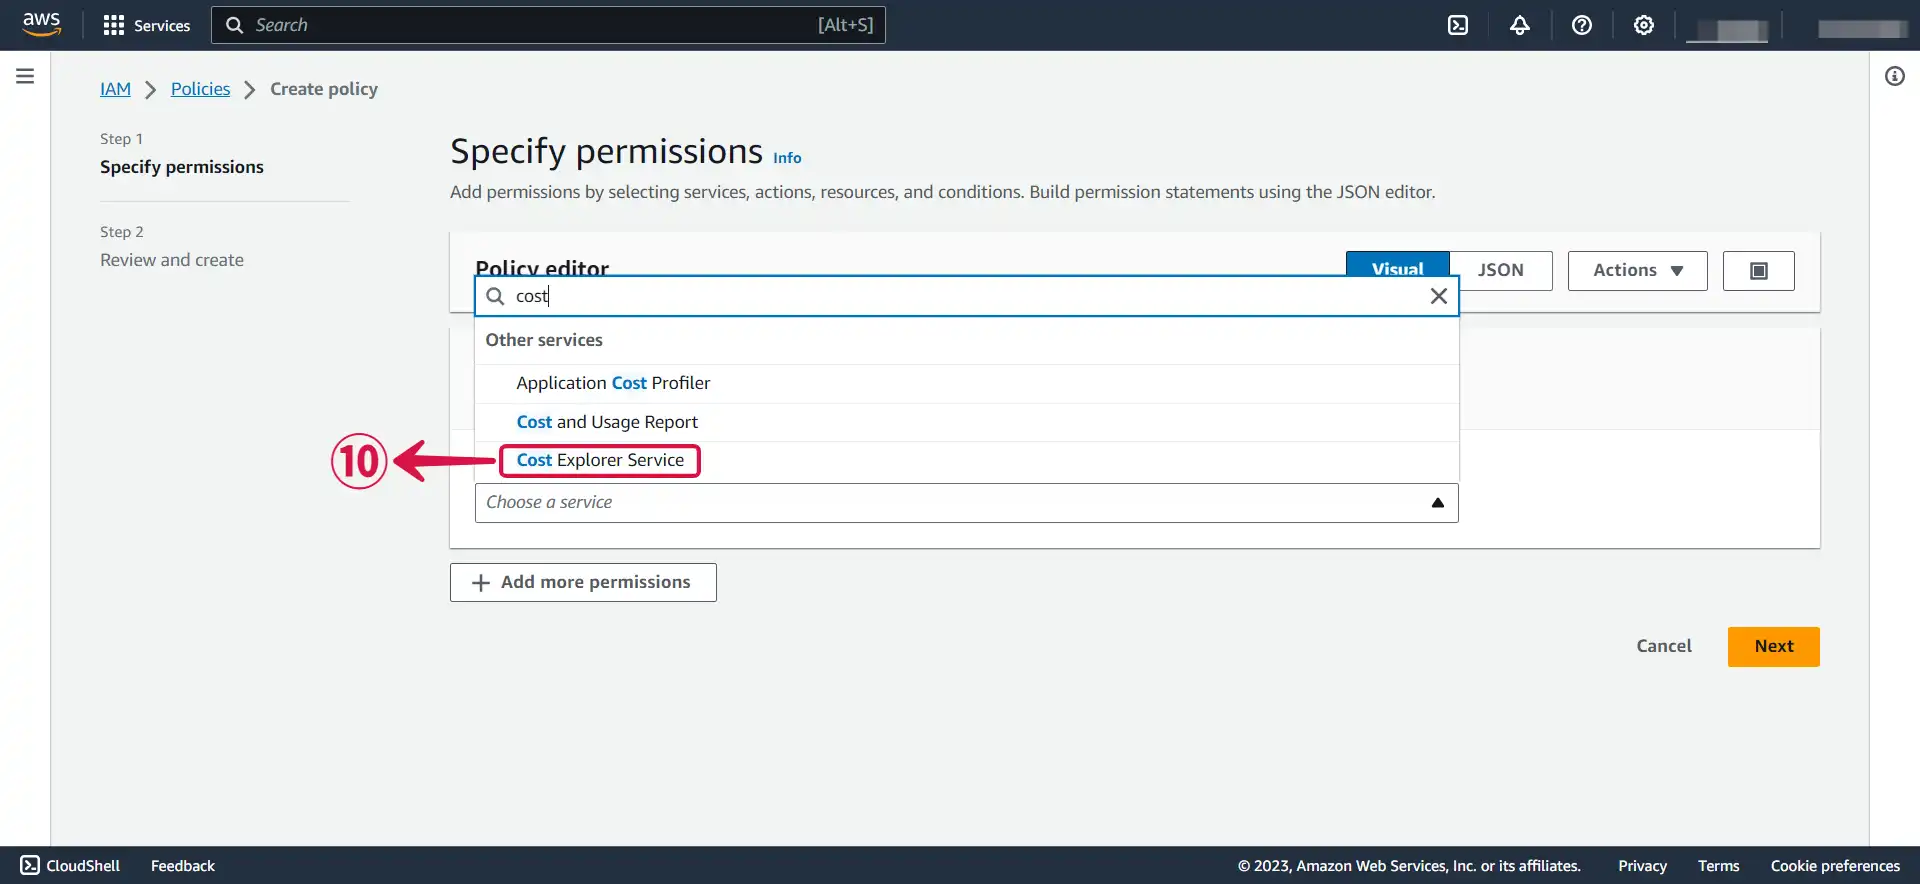 aws
Services
Search
[Alt+S]
IAM
Policies
Create policy
Step 1
Specify permissions
Step 2
Review and create
Specify permissions Info
Add permissions by selecting services, actions, resources, and conditions. Build permission statements using the JSON editor.
Policy editor
Visual
JSON
Actions
cost
Other services
Application Cost Profiler
Cost and Usage Report
10
Cost Explorer Service
Choose a service
Add more permissions
Cancel
Next
CloudShell
Feedback
© 2023, Amazon Web Services, Inc. or its affiliates.
Privacy
Terms
Cookie preferences